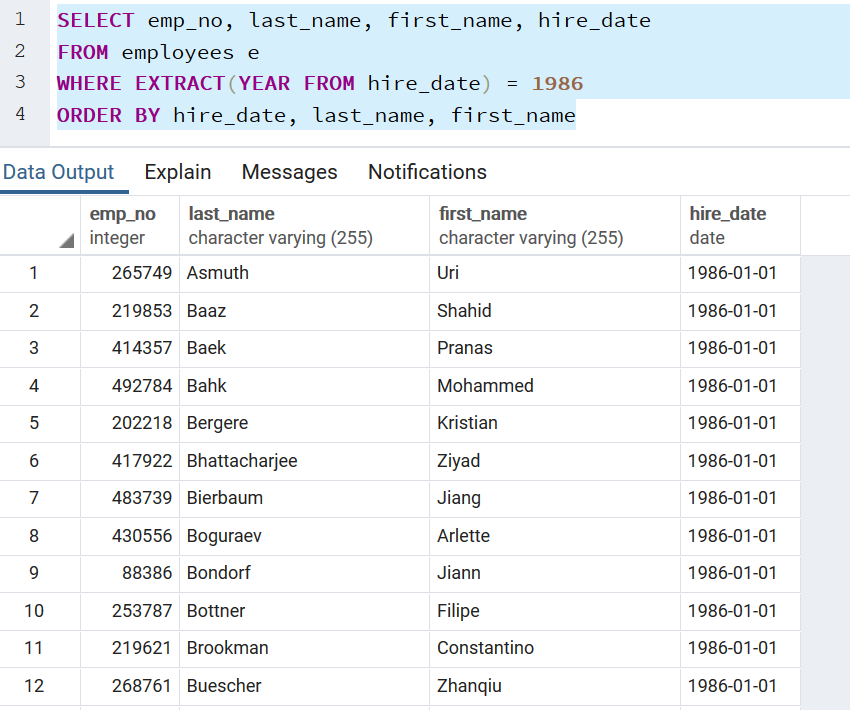 1 SELECT emp_no, last_name, first_name, hire_date
2 FROM employees e
3 WHERE EXTRACT(YEAR FROM hire_date) = 1986
4 ORDER BY hire_date, last_name, first_name
Data Output Explain Messages Notifications
emp_no last_name first_name hire_date
integer character varying (255) character varying (255) date
1 265749 Asmuth Uri 1986-01-01
2 219853 Baaz Shahid 1986-01-01
3 414357 Baek Pranas 1986-01-01
4 492784 Bahk Mohammed 1986-01-01
5 202218 Bergere Kristian 1986-01-01
6 417922 Bhattacharjee Ziyad 1986-01-01
7 483739 Bierbaum Jiang 1986-01-01
8 430556 Boguraev Arlette 1986-01-01
9 88386 Bondorf Jiann 1986-01-01
10 253787 Bottner Filipe 1986-01-01
11 219621 Brookman Constantino 1986-01-01
12 268761 Buescher Zhanqiu 1986-01-01